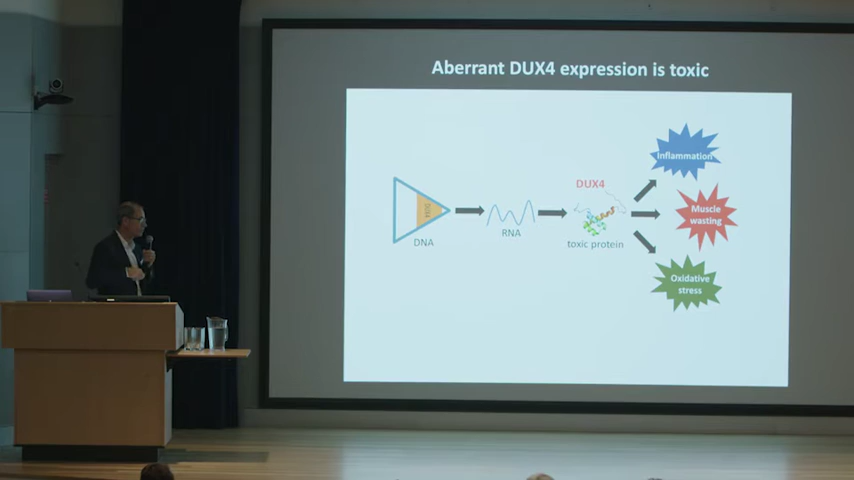 Aberrant DUX4 expression is toxic
Inflammation
DUX4
Muscle
wasting
DNA
RNA
toxic protein
Oxidative
stress